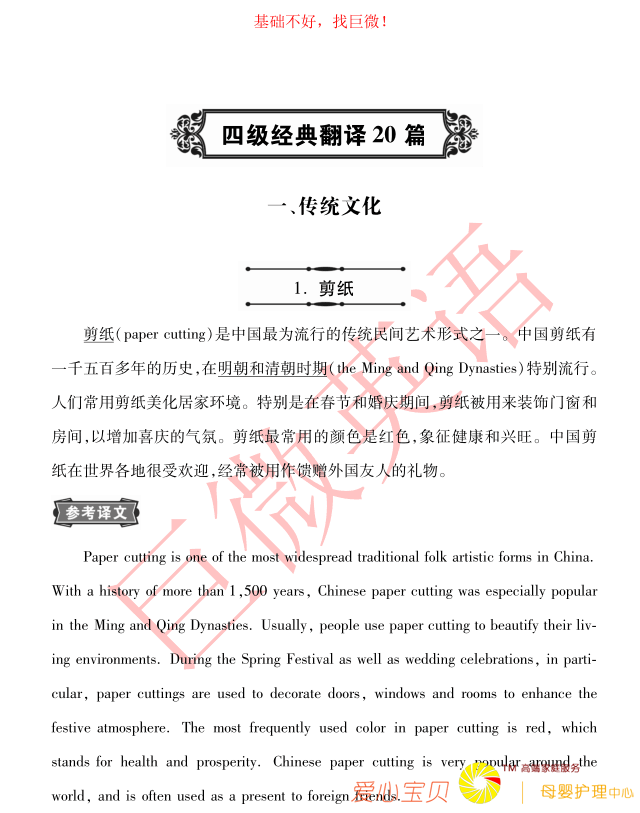 基础不好，找巨微！
四级经典翻译 20 篇
一、传统文化
1. 剪纸
剪纸(paper cutting)是中国最为流行的传统民间艺术形式之一。中国剪纸有
一千五百多年的历史,在明朝和清朝时期(the Ming and Qing Dynasties)特别流行。
人们常用剪纸美化居家环境。特别是在春节和婚庆期间,剪纸被用来装饰门窗和
房间,以增加喜庆的气氛。剪纸最常用的颜色是红色,象征健康和兴旺。中国剪
纸在世界各地很受欢迎,经常被用作馈赠外国友人的礼物。
参考译文
Paper cutting is one of the most widespread traditional folk artistic forms in China.
With a history of more than 1,500 years, Chinese paper cutting was especially popular
in the Ming and Qing Dynasties. Usually, people use paper cutting to beautify their liv-
ing environments. During the Spring Festival as well as wedding celebrations, in parti-
cular, paper cuttings are used to decorate doors, windows and rooms to enhance the
festive atmosphere. The most frequently used color in paper cutting is red, which
stands for health and prosperity. Chinese paper cutting is very popular around the
world, and is often used as a present to foreign friends.
巨微英语
爱心宝贝
TM 高端家庭服务
母婴护理中心